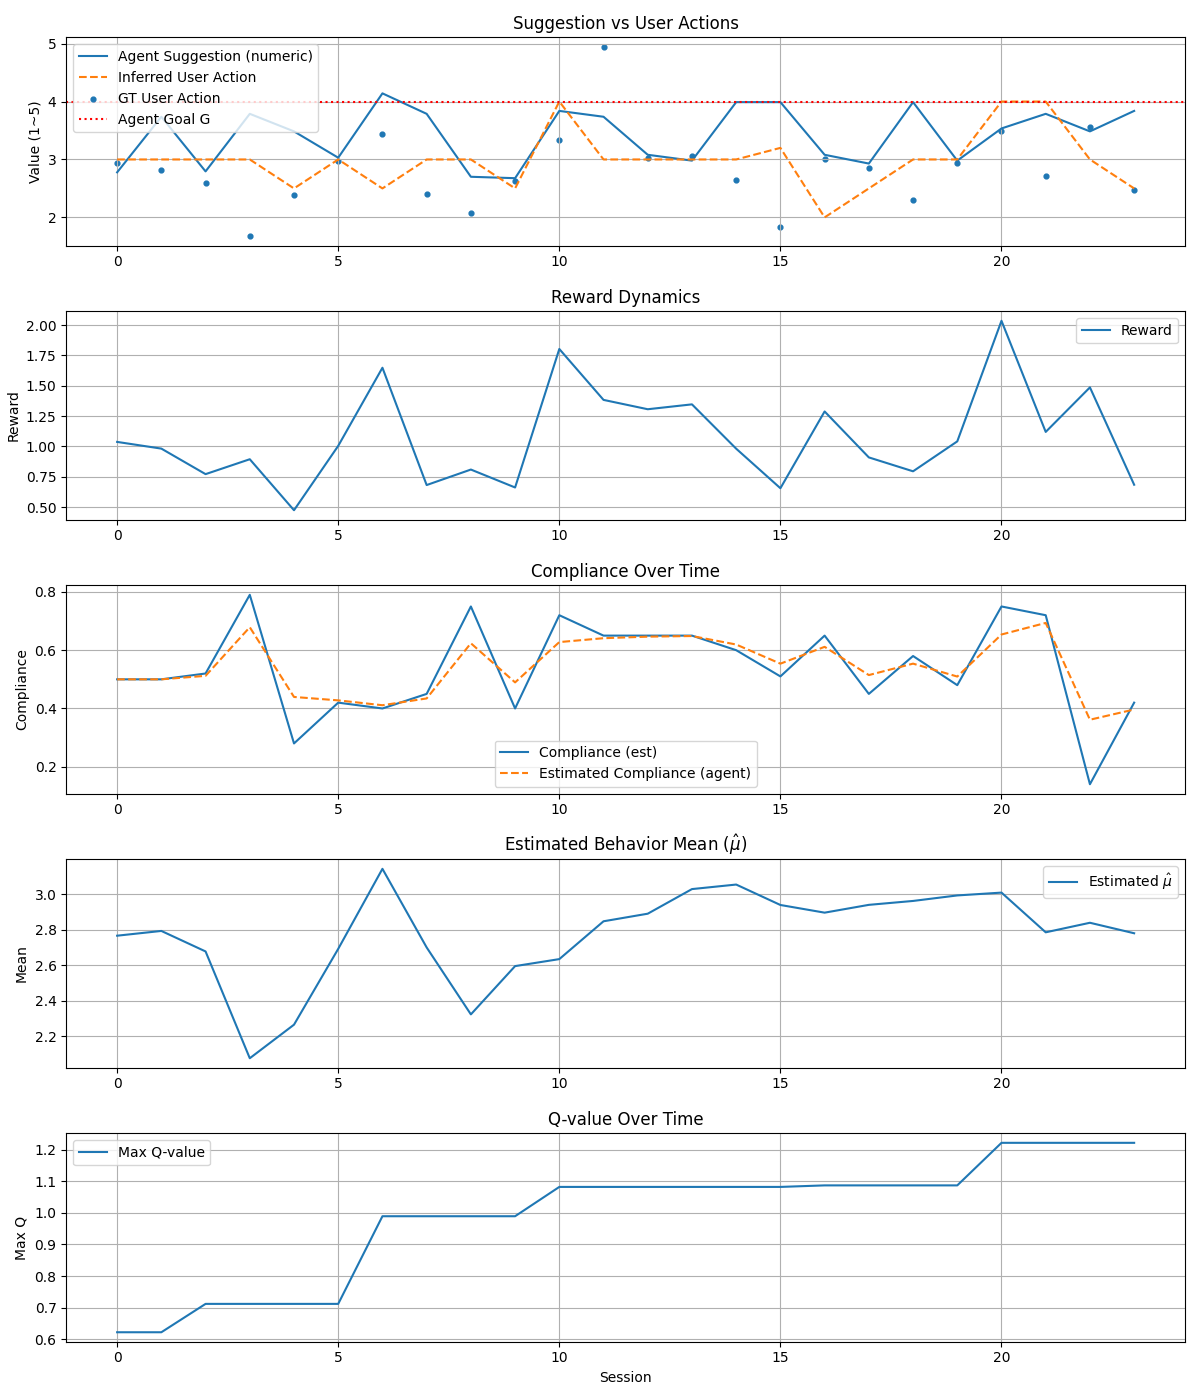 Suggestion vs User Actions
Value (1~5)
5
4
3
2
Agent Suggestion (numeric)
Inferred User Action
GT User Action
Agent Goal G
0 5 10 15 20
Reward Dynamics
Reward
2.00
1.75
1.50
1.25
1.00
0.75
0.50
Reward
0 5 10 15 20
Compliance Over Time
Compliance
0.8
0.6
0.4
0.2
Compliance (est)
Estimated Compliance (agent)
0 5 10 15 20
Estimated Behavior Mean (μ̂)
Mean
3.0
2.8
2.6
2.4
2.2
Estimated μ̂
0 5 10 15 20
Q-value Over Time
Max Q
1.2
1.1
1.0
0.9
0.8
0.7
0.6
Max Q-value
0 5 10 15 20
Session